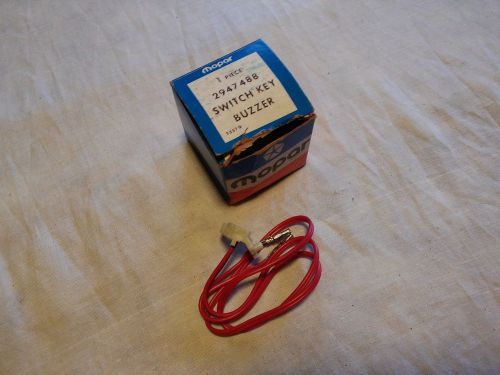 mopar
1 PIECE
2947488
SWITCH KEY
BUZZER
mopar